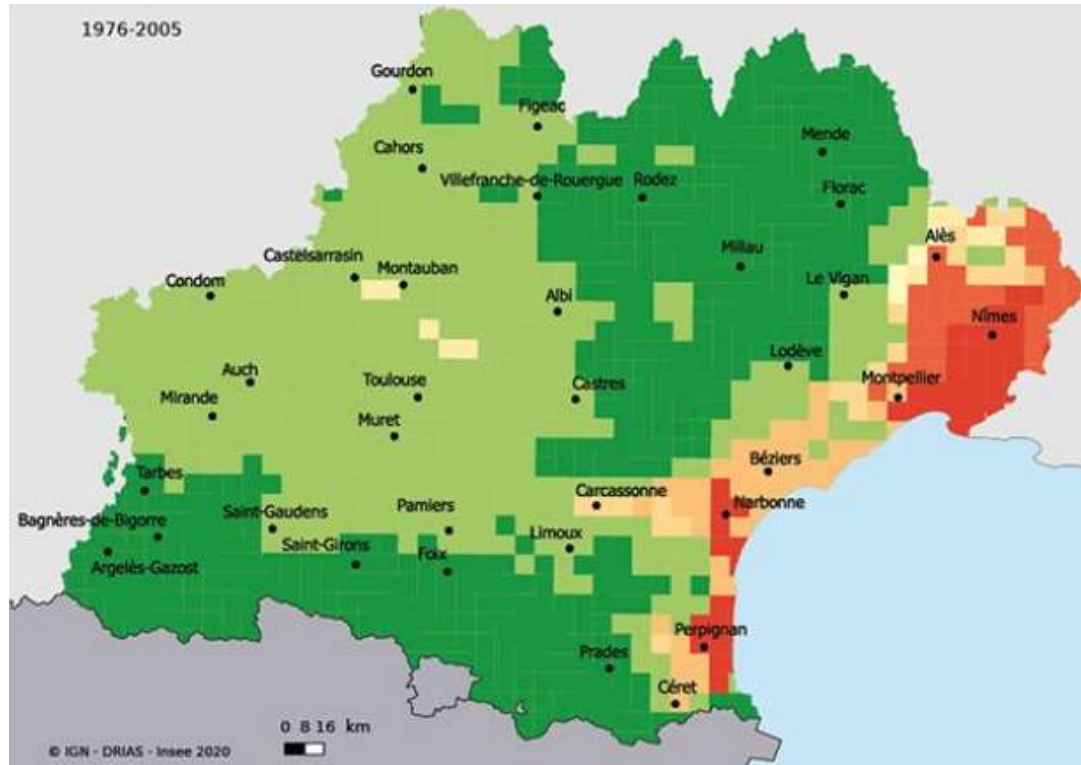 1976-2005
Gourdon
Figeac
Mende
Cahors
Villefranche-de-Rouergue
Rodez
Florac
Alès
Millau
Castelsarrasin
Montauban
Condom
Le Vigan
Albi
Nîmes
Lodève
Auch
Toulouse
Castres
Montpellier
Mirande
Muret
Béziers
Tarbes
Carcassonne
Narbonne
Bagnères-de-Bigorre
Saint-Gaudens
Pamiers
Limoux
Saint-Girons
Foix
Argelès-Gazost
Perpignan
Prades
Céret
0 8 16 km
© IGN - DRIAS - Insee 2020